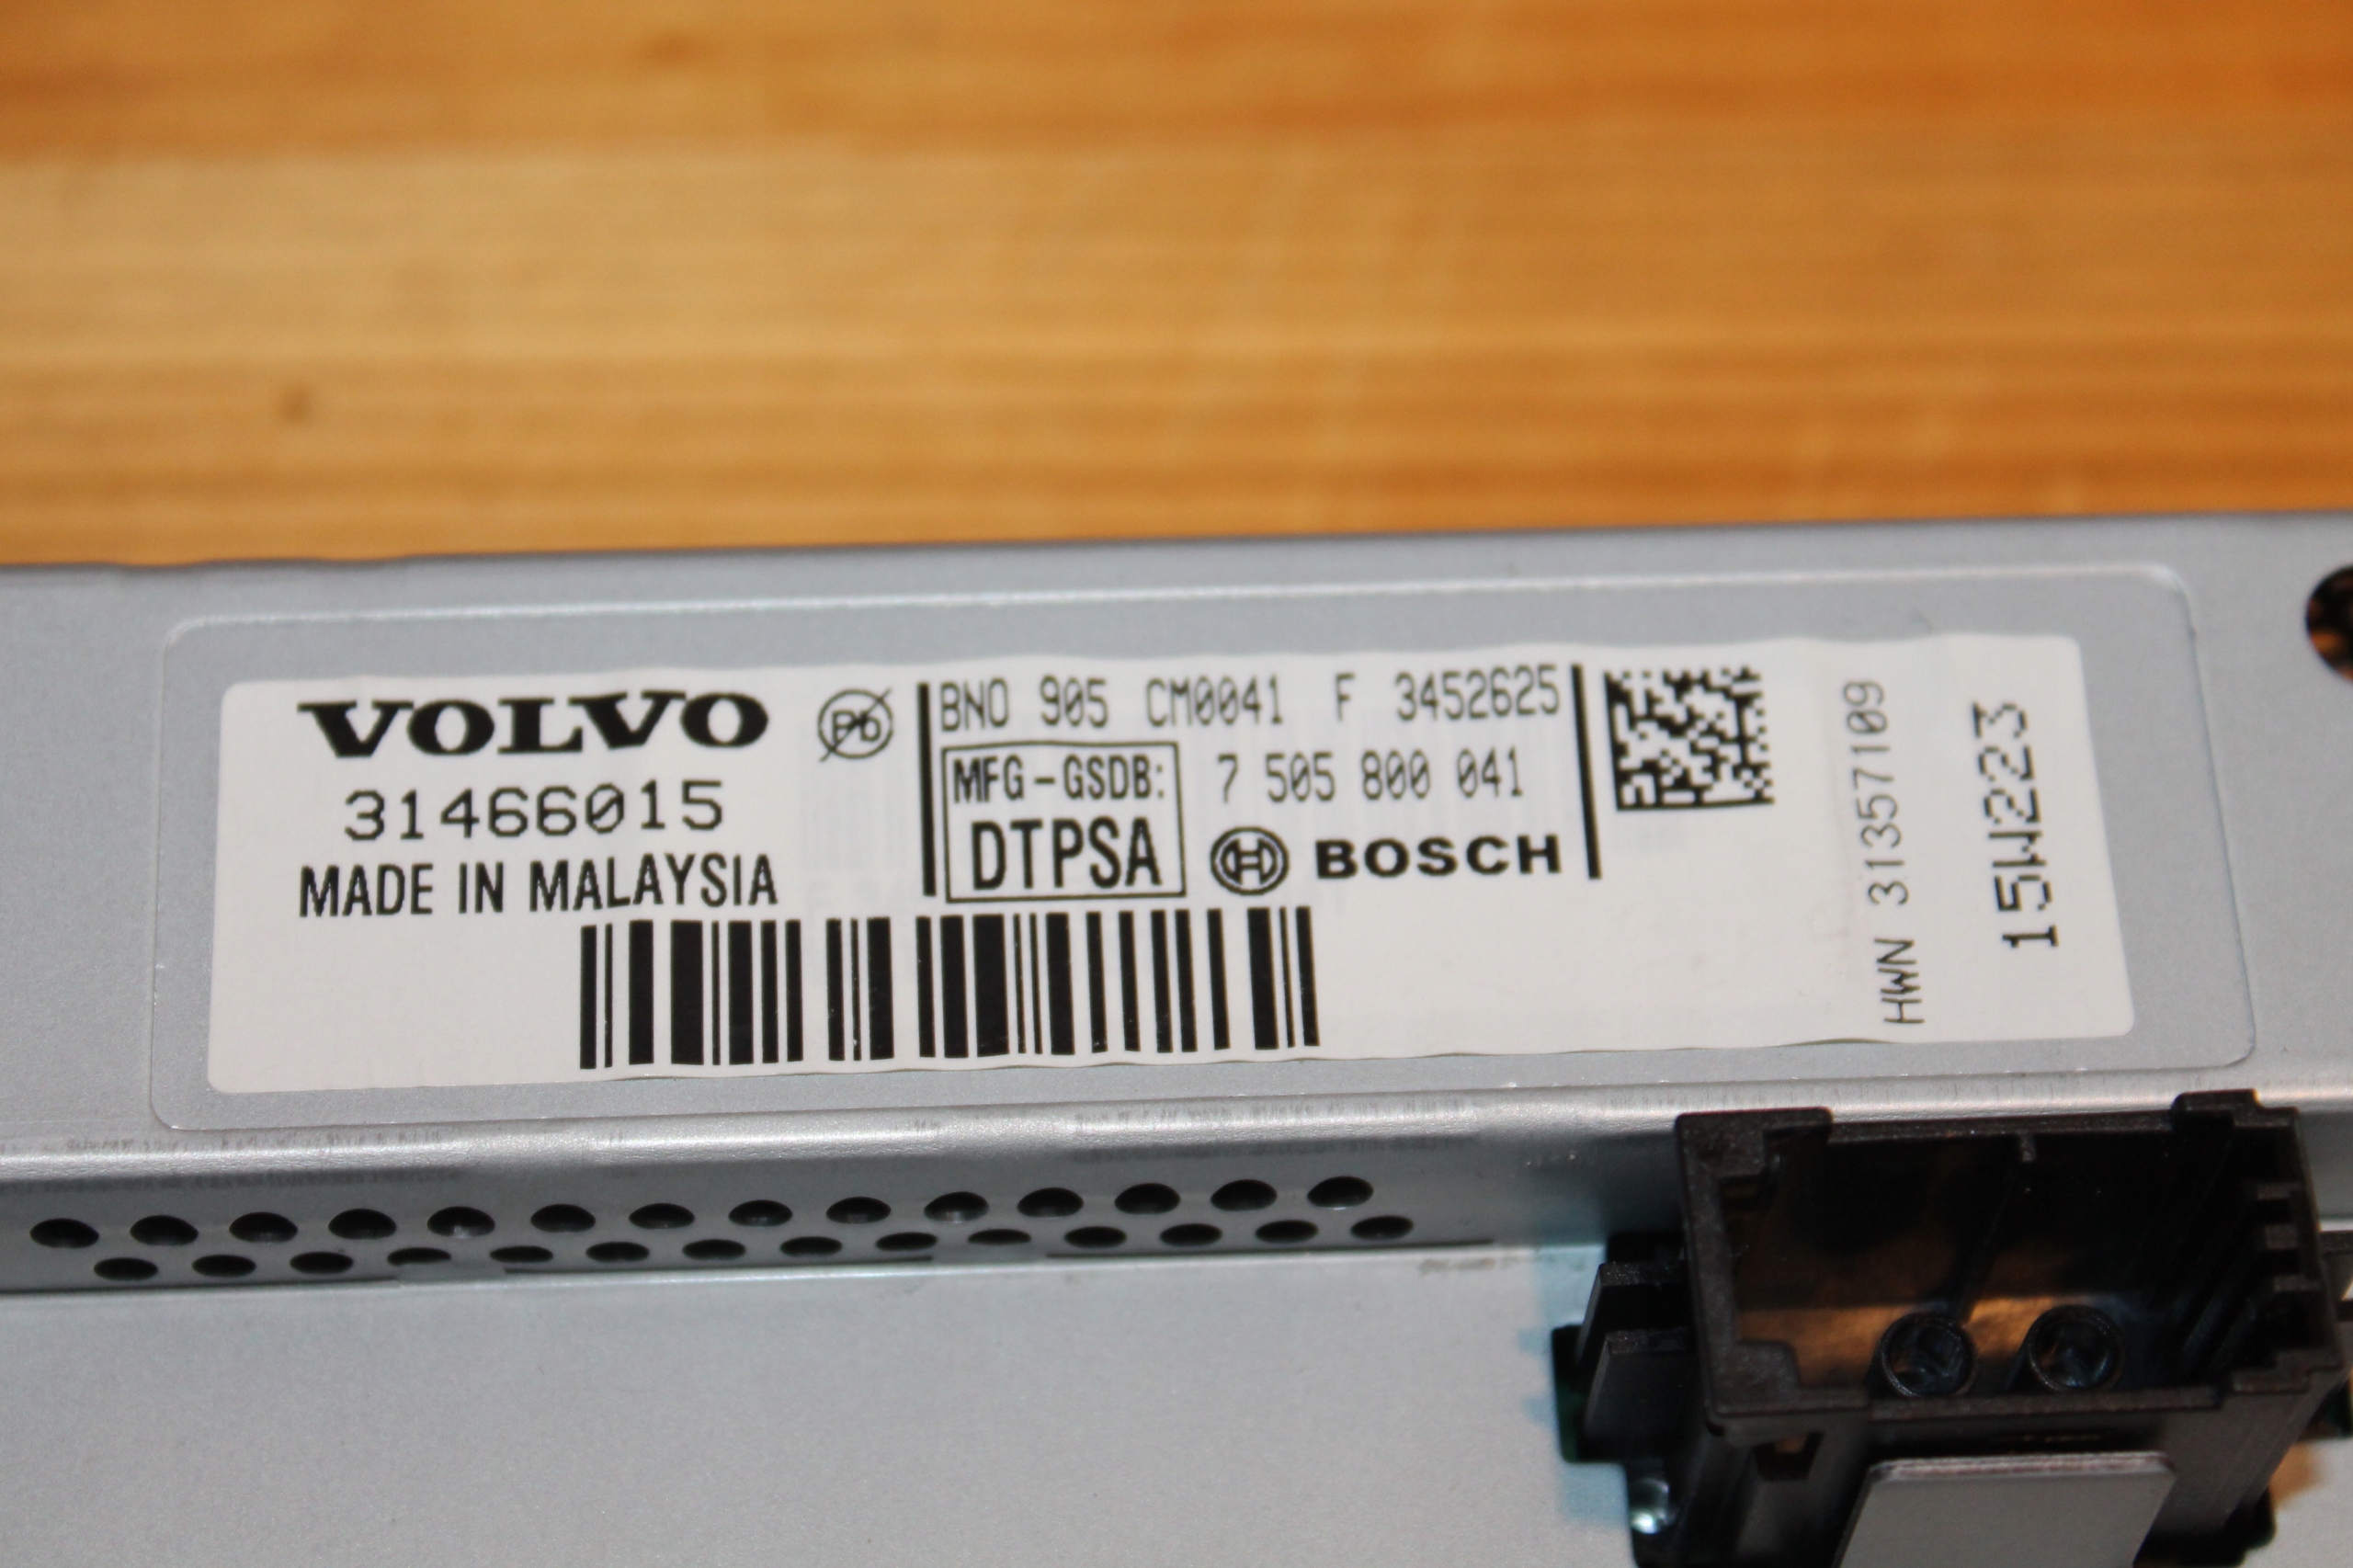 VOLVO
31466015
MADE IN MALAYSIA
Pb
BNO 905 CM0041 F 3452625
MFG-GSDB:
DTPSA
7 505 800 041
BOSCH
HWN 31357109
15W223